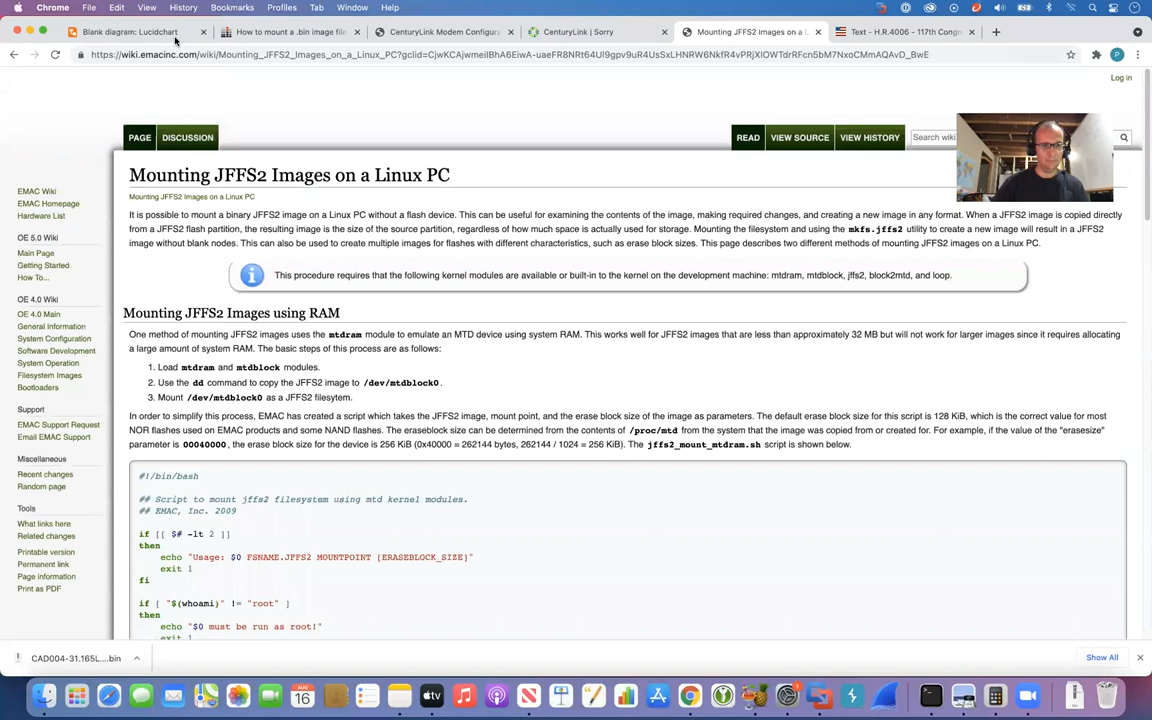 Chrome File Edit View History Bookmarks Profiles Tab Window Help
Blank diagram: Lucidchart How to mount a .bin image file CenturyLink Modem Configura CenturyLink | Sorry Mounting JFFS2 Images on a L Text - H.R.4006 - 117th Congr
https://wiki.emacinc.com/wiki/Mounting_JFFS2_Images_on_a_Linux_PC?gclid=CjwKCAjwmeilBhA6EiwA-uaeFR8NRt64Ul9gpv9uR4UsSxLHNRW6NkfR4vPRjXlOWTdrRFcn5bM7NxoCMmAQAvD_BwE
P
Log in
PAGE DISCUSSION READ VIEW SOURCE VIEW HISTORY Search wiki
Mounting JFFS2 Images on a Linux PC
Mounting JFFS2 Images on a Linux PC
It is possible to mount a binary JFFS2 image on a Linux PC without a flash device. This can be useful for examining the contents of the image, making required changes, and creating a new image in any format. When a JFFS2 image is copied directly
from a JFFS2 flash partition, the resulting image is the size of the source partition, regardless of how much space is actually used for storage. Mounting the filesystem and using the mkfs.jffs2 utility to create a new image will result in a JFFS2
image without blank nodes. This can also be used to create multiple images for flashes with different characteristics, such as erase block sizes. This page describes two different methods of mounting JFFS2 images on a Linux PC.
i This procedure requires that the following kernel modules are available or built-in to the kernel on the development machine: mtdram, mtdblock, jffs2, block2mtd, and loop.
Mounting JFFS2 Images using RAM
One method of mounting JFFS2 images uses the mtdram module to emulate an MTD device using system RAM. This works well for JFFS2 images that are less than approximately 32 MB but will not work for larger images since it requires allocating
a large amount of system RAM. The basic steps of this process are as follows:
1. Load mtdram and mtdblock modules.
2. Use the dd command to copy the JFFS2 image to /dev/mtdblock0.
3. Mount /dev/mtdblock0 as a JFFS2 filesytem.
In order to simplify this process, EMAC has created a script which takes the JFFS2 image, mount point, and the erase block size of the image as parameters. The default erase block size for this script is 128 KiB, which is the correct value for most
NOR flashes used on EMAC products and some NAND flashes. The eraseblock size can be determined from the contents of /proc/mtd from the system that the image was copied from or created for. For example, if the value of the "erasesize"
parameter is 00040000, the erase block size for the device is 256 KiB (0x40000 = 262144 bytes, 262144 / 1024 = 256 KiB). The jffs2_mount_mtdram.sh script is shown below.
#!/bin/bash
## Script to mount jffs2 filesystem using mtd kernel modules.
## EMAC, Inc. 2009
if [[ $# -lt 2 ]]
then
echo "Usage: $0 FSNAME.JFFS2 MOUNTPOINT [ERASEBLOCK_SIZE]"
exit 1
fi
if [ "$(whoami)" != "root" ]
then
echo "$0 must be run as root!"
exit 1
EMAC Wiki
EMAC Homepage
Hardware List
OE 5.0 Wiki
Main Page
Getting Started
How To...
OE 4.0 Wiki
OE 4.0 Main
General Information
System Configuration
Software Development
System Operation
Filesystem Images
Bootloaders
Support
EMAC Support Request
Email EMAC Support
Miscellaneous
Recent changes
Random page
Tools
What links here
Related changes
Printable version
Permanent link
Page information
Print as PDF
CAD004-31.165L....bin
Show All
AUG
16
tv